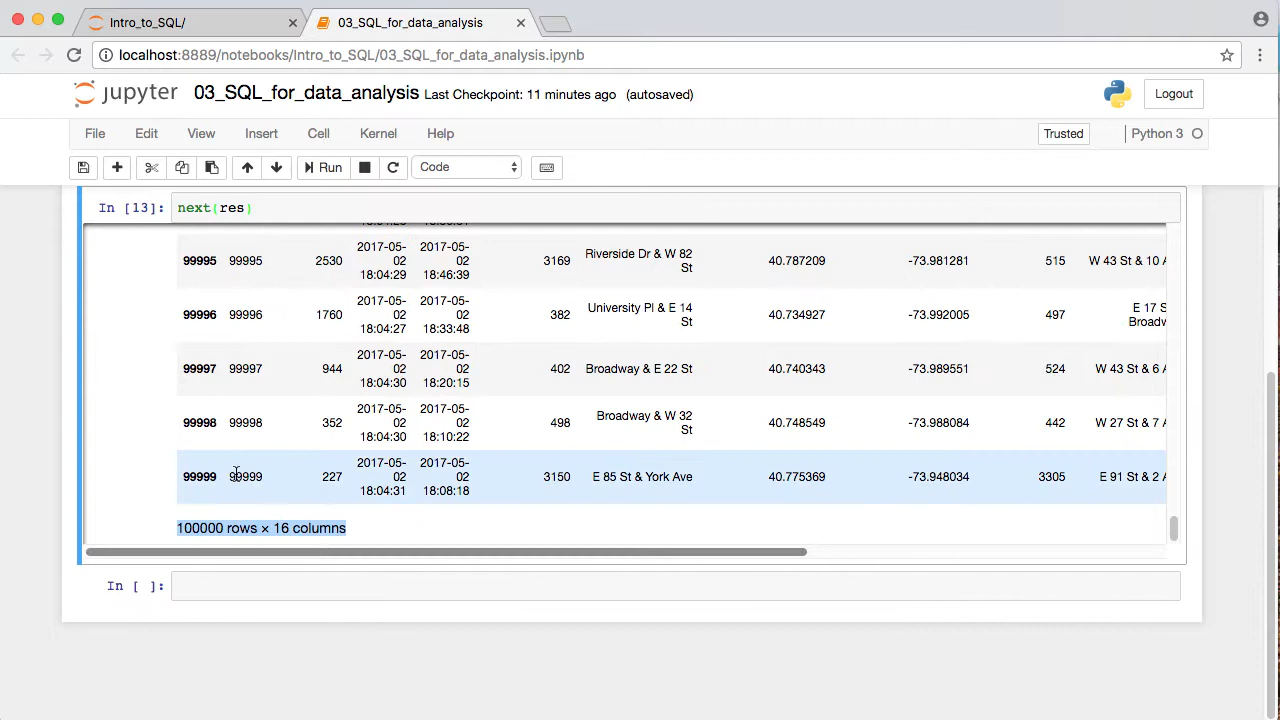 Intro_to_SQL/
03_SQL_for_data_analysis
localhost:8889/notebooks/Intro_to_SQL/03_SQL_for_data_analysis.ipynb
jupyter 03_SQL_for_data_analysis Last Checkpoint: 11 minutes ago (autosaved)
Logout
File Edit View Insert Cell Kernel Help
Trusted
Python 3
Run
Code
In [13]: next(res)
99995 99995 2530 2017-05-02 18:04:29 2017-05-02 18:46:39 3169 Riverside Dr & W 82 St 40.787209 -73.981281 515 W 43 St & 10 A
99996 99996 1760 2017-05-02 18:04:27 2017-05-02 18:33:48 382 University Pl & E 14 St 40.734927 -73.992005 497 E 17 S Broadw
99997 99997 944 2017-05-02 18:04:30 2017-05-02 18:20:15 402 Broadway & E 22 St 40.740343 -73.989551 524 W 43 St & 6 A
99998 99998 352 2017-05-02 18:04:30 2017-05-02 18:10:22 498 Broadway & W 32 St 40.748549 -73.988084 442 W 27 St & 7 A
99999 99999 227 2017-05-02 18:04:31 2017-05-02 18:08:18 3150 E 85 St & York Ave 40.775369 -73.948034 3305 E 91 St & 2 A
100000 rows × 16 columns
In [ ]: